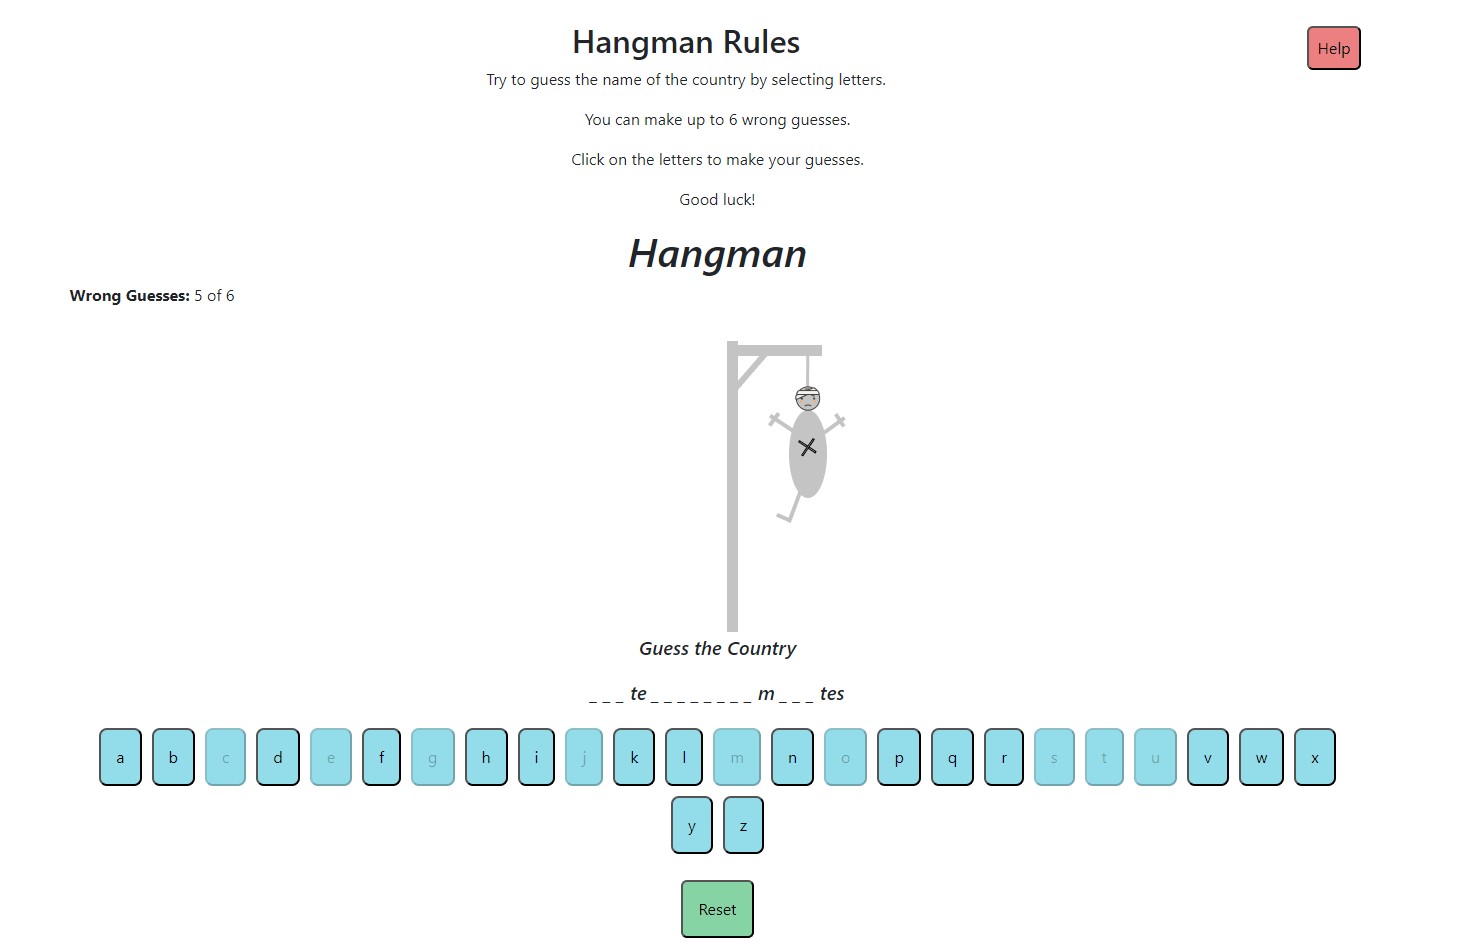 Hangman Rules
Help
Try to guess the name of the country by selecting letters.
You can make up to 6 wrong guesses.
Click on the letters to make your guesses.
Good luck!
Hangman
Wrong Guesses: 5 of 6
Guess the Country
_ _ _ te _ _ _ _ _ _ _ _ m _ _ _ tes
a b c d e f g h i j k l m n o p q r s t u v w x
y z
Reset